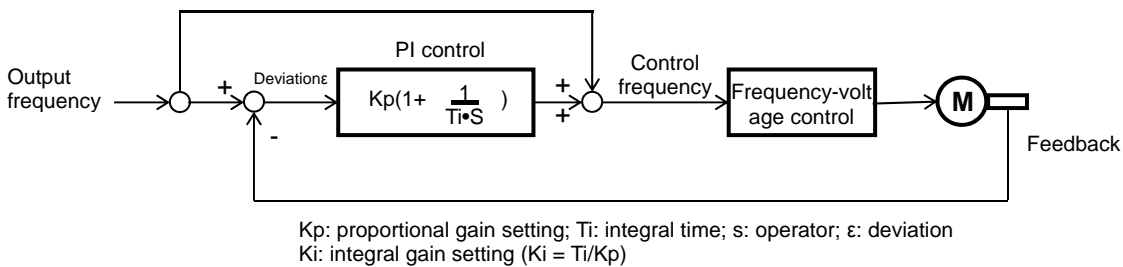 PI control
Output
frequency
+
Deviationε
Kp(1+ 1/Ti•S )
+
+
Control
frequency
Frequency-volt
age control
M
-
Feedback
Kp: proportional gain setting; Ti: integral time; s: operator; ε: deviation
Ki: integral gain setting (Ki = Ti/Kp)